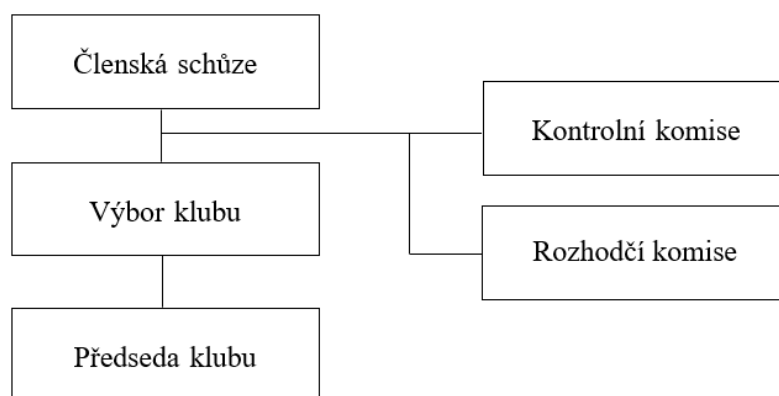 Členská schůze
Kontrolní komise
Výbor klubu
Rozhodčí komise
Předseda klubu